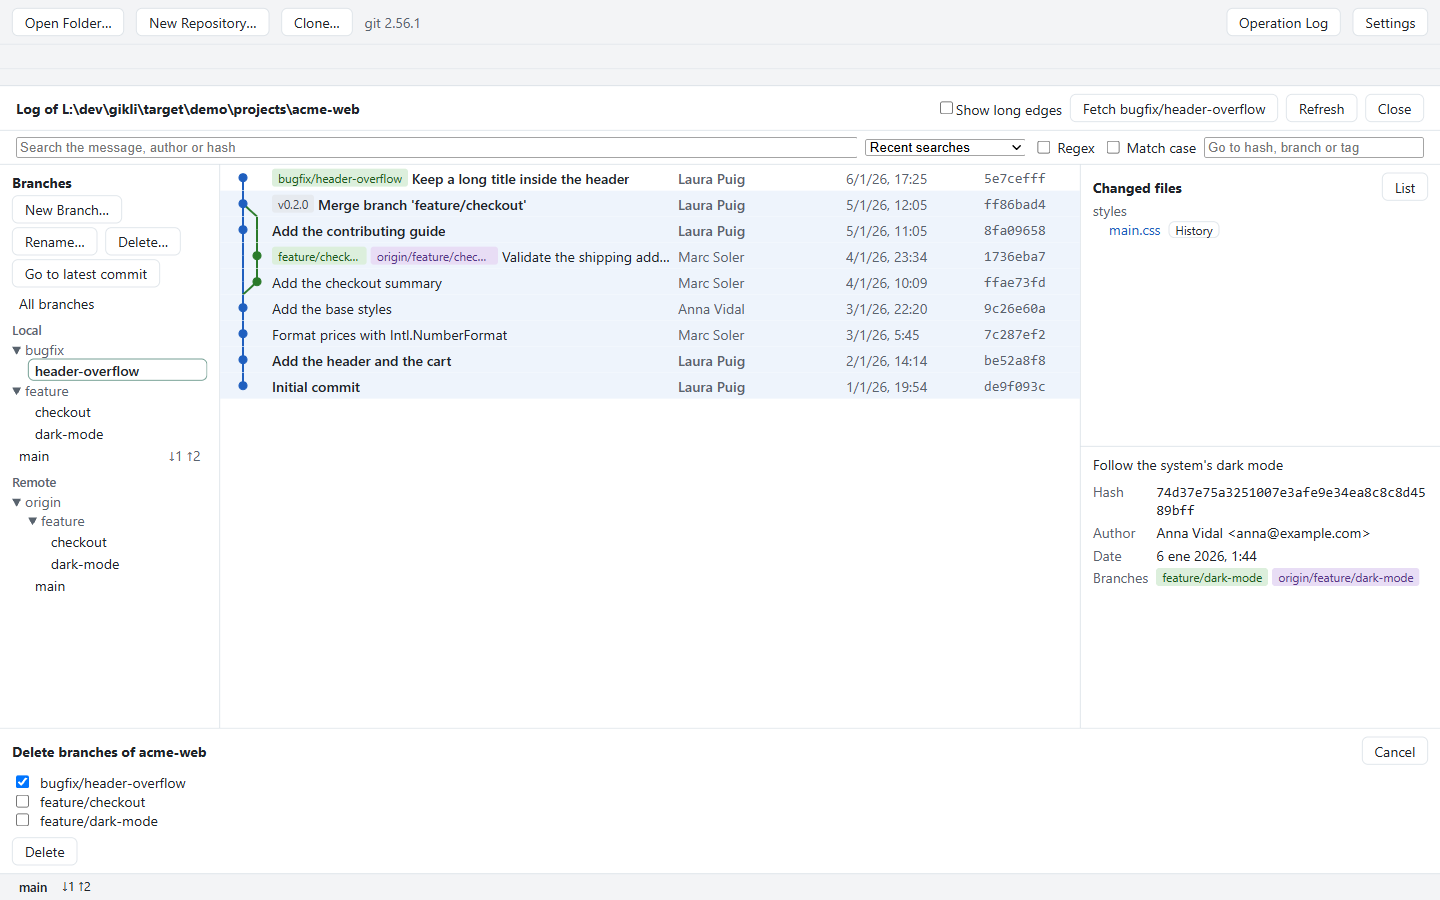 Open Folder... New Repository... Clone... git 2.56.1 Operation Log Settings
Log of L:\dev\gikli\target\demo\projects\acme-web Show long edges Fetch bugfix/header-overflow Refresh Close
Search the message, author or hash Recent searches Regex Match case Go to hash, branch or tag
Branches
New Branch...
Rename... Delete...
Go to latest commit
All branches
Local
bugfix
header-overflow
feature
checkout
dark-mode
main ↓1 ↑2
Remote
origin
feature
checkout
dark-mode
main
bugfix/header-overflow Keep a long title inside the header Laura Puig 6/1/26, 17:25 5e7cefff
v0.2.0 Merge branch 'feature/checkout' Laura Puig 5/1/26, 12:05 ff86bad4
Add the contributing guide Laura Puig 5/1/26, 11:05 8fa09658
feature/check... origin/feature/chec... Validate the shipping add... Marc Soler 4/1/26, 23:34 1736eba7
Add the checkout summary Marc Soler 4/1/26, 10:09 ffae73fd
Add the base styles Anna Vidal 3/1/26, 22:20 9c26e60a
Format prices with Intl.NumberFormat Marc Soler 3/1/26, 5:45 7c287ef2
Add the header and the cart Laura Puig 2/1/26, 14:14 be52a8f8
Initial commit Laura Puig 1/1/26, 19:54 de9f093c
Changed files List
styles
main.css History
Follow the system's dark mode
Hash 74d37e75a3251007e3afe9e34ea8c8c8d45
89bff
Author Anna Vidal <anna@example.com>
Date 6 ene 2026, 1:44
Branches feature/dark-mode origin/feature/dark-mode
Delete branches of acme-web Cancel
bugfix/header-overflow
feature/checkout
feature/dark-mode
Delete
main ↓1 ↑2